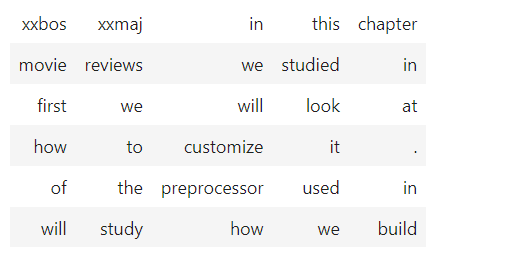 xxbos xxmaj in this chapter
movie reviews we studied in
first we will look at
how to customize it .
of the preprocessor used in
will study how we build